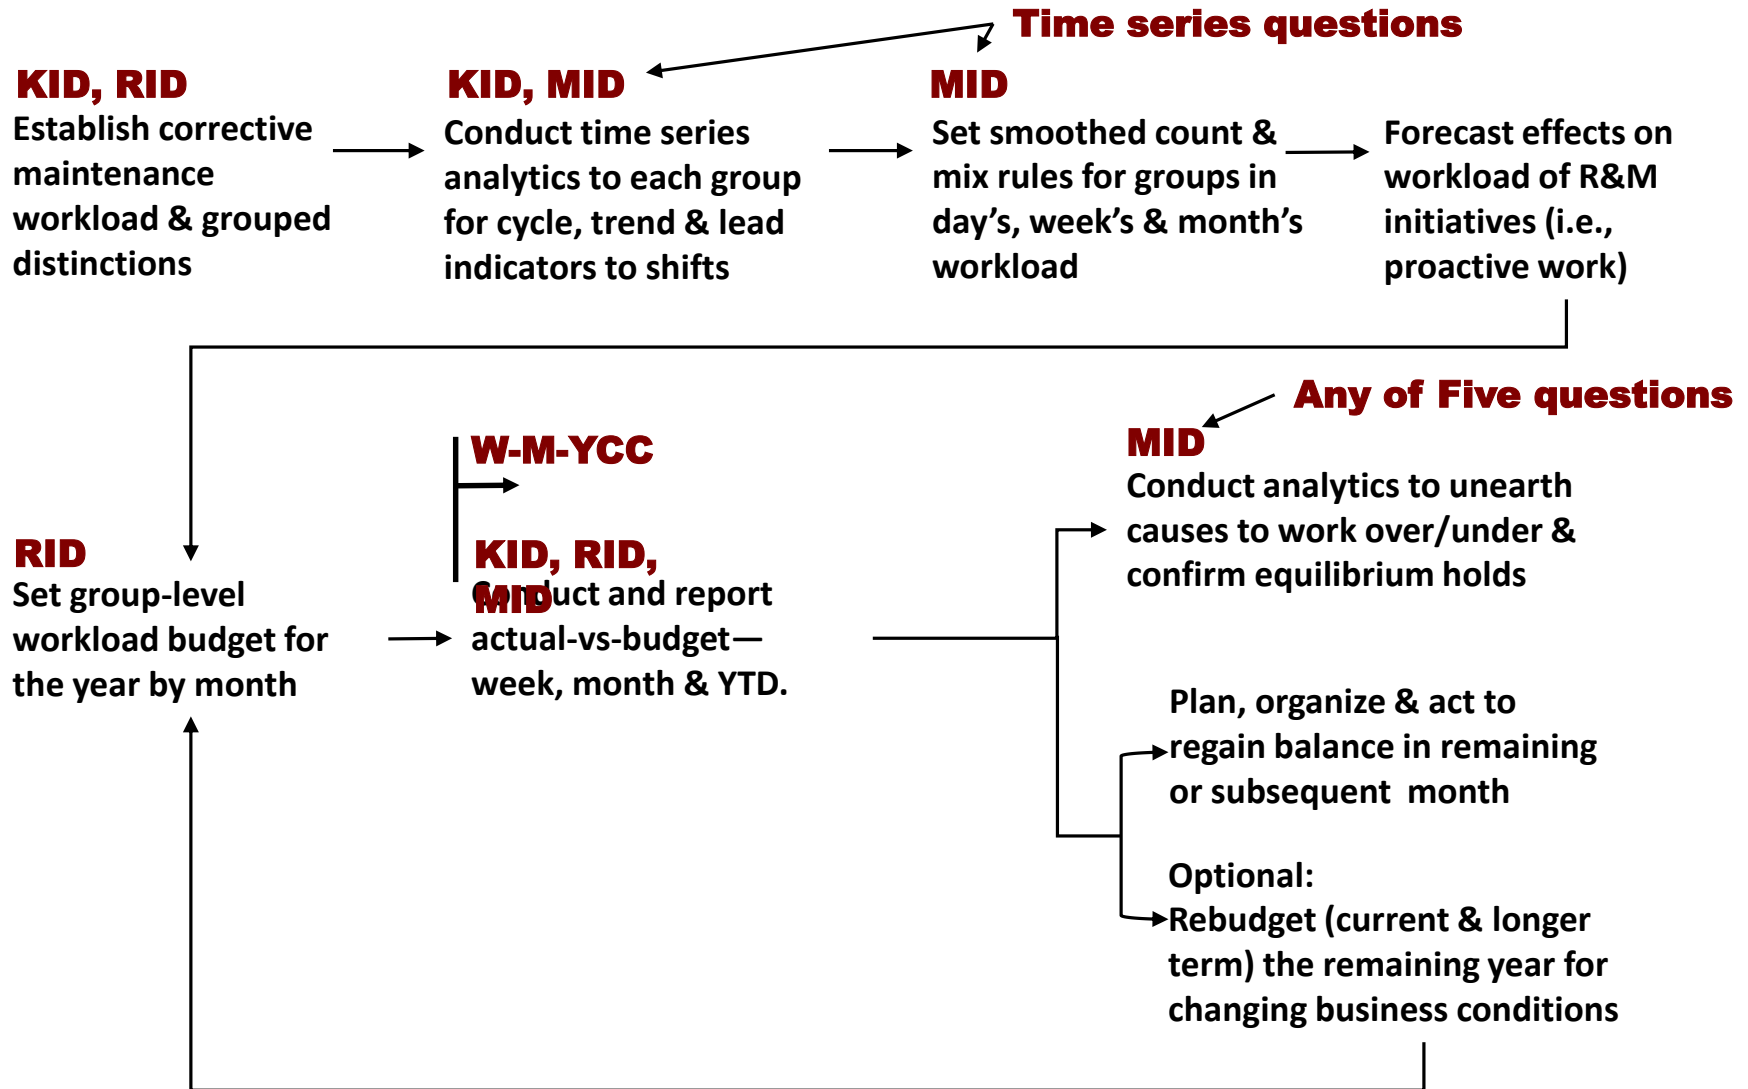 Time series questions
KID, RID
Establish corrective
maintenance
workload & grouped
distinctions
KID, MID
Conduct time series
analytics to each group
for cycle, trend & lead
indicators to shifts
MID
Set smoothed count &
mix rules for groups in
day’s, week’s & month’s
workload
Forecast effects on
workload of R&M
initiatives (i.e.,
proactive work)
RID
Set group-level
workload budget for
the year by month
W-M-YCC
KID, RID,
MID
Conduct and report
actual-vs-budget—
week, month & YTD.
Any of Five questions
MID
Conduct analytics to unearth
causes to work over/under &
confirm equilibrium holds
Plan, organize & act to
regain balance in remaining
or subsequent month
Optional:
Rebudget (current & longer
term) the remaining year for
changing business conditions